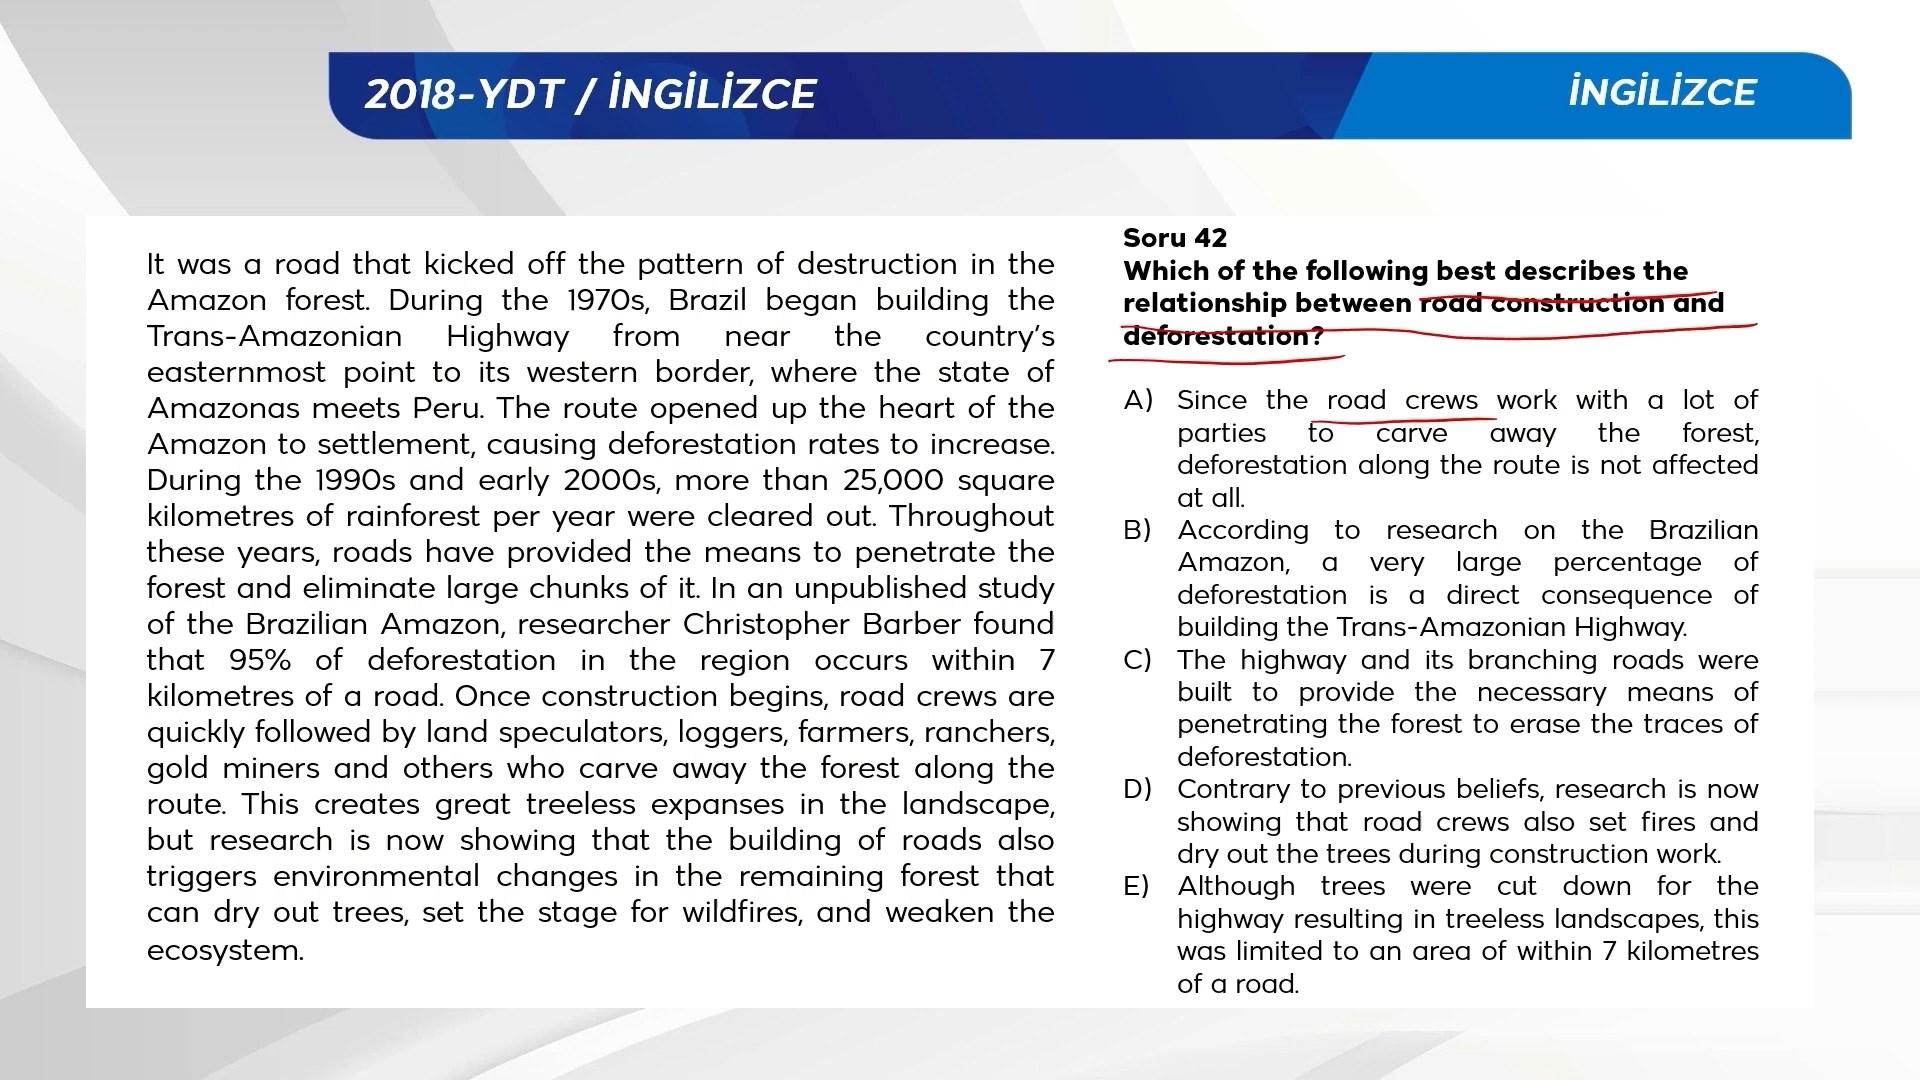 2018-YDT / İNGİLİZCE
İNGİLİZCE
It was a road that kicked off the pattern of destruction in the
Amazon forest. During the 1970s, Brazil began building the
Trans-Amazonian Highway from near the country's
easternmost point to its western border, where the state of
Amazonas meets Peru. The route opened up the heart of the
Amazon to settlement, causing deforestation rates to increase.
During the 1990s and early 2000s, more than 25,000 square
kilometres of rainforest per year were cleared out. Throughout
these years, roads have provided the means to penetrate the
forest and eliminate large chunks of it. In an unpublished study
of the Brazilian Amazon, researcher Christopher Barber found
that 95% of deforestation in the region occurs within 7
kilometres of a road. Once construction begins, road crews are
quickly followed by land speculators, loggers, farmers, ranchers,
gold miners and others who carve away the forest along the
route. This creates great treeless expanses in the landscape,
but research is now showing that the building of roads also
triggers environmental changes in the remaining forest that
can dry out trees, set the stage for wildfires, and weaken the
ecosystem.
Soru 42
Which of the following best describes the
relationship between road construction and
deforestation?
A) Since the road crews work with a lot of
parties to carve away the forest,
deforestation along the route is not affected
at all.
B) According to research on the Brazilian
Amazon, a very large percentage of
deforestation is a direct consequence of
building the Trans-Amazonian Highway.
C) The highway and its branching roads were
built to provide the necessary means of
penetrating the forest to erase the traces of
deforestation.
D) Contrary to previous beliefs, research is now
showing that road crews also set fires and
dry out the trees during construction work.
E) Although trees were cut down for the
highway resulting in treeless landscapes, this
was limited to an area of within 7 kilometres
of a road.